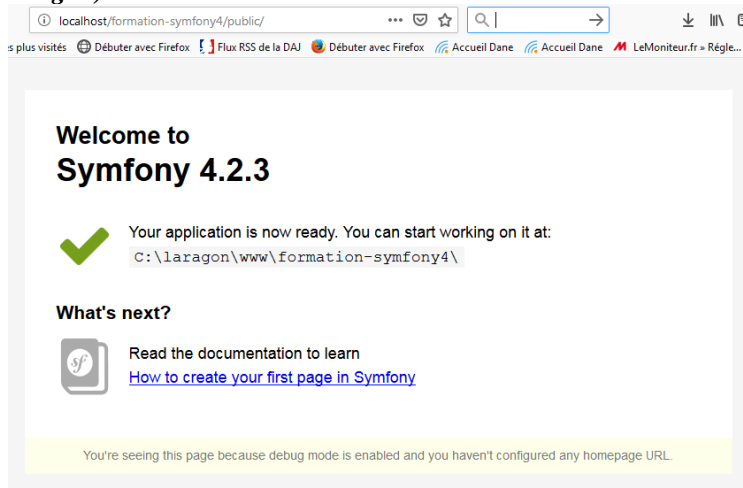 localhost/formation-symfony4/public/
s plus visités Débuter avec Firefox Flux RSS de la DAJ Débuter avec Firefox Accueil Dane Accueil Dane LeMoniteur.fr » Régle...
Welcome to
Symfony 4.2.3
Your application is now ready. You can start working on it at:
C:\laragon\www\formation-symfony4\
What's next?
Read the documentation to learn
How to create your first page in Symfony
You're seeing this page because debug mode is enabled and you haven't configured any homepage URL.